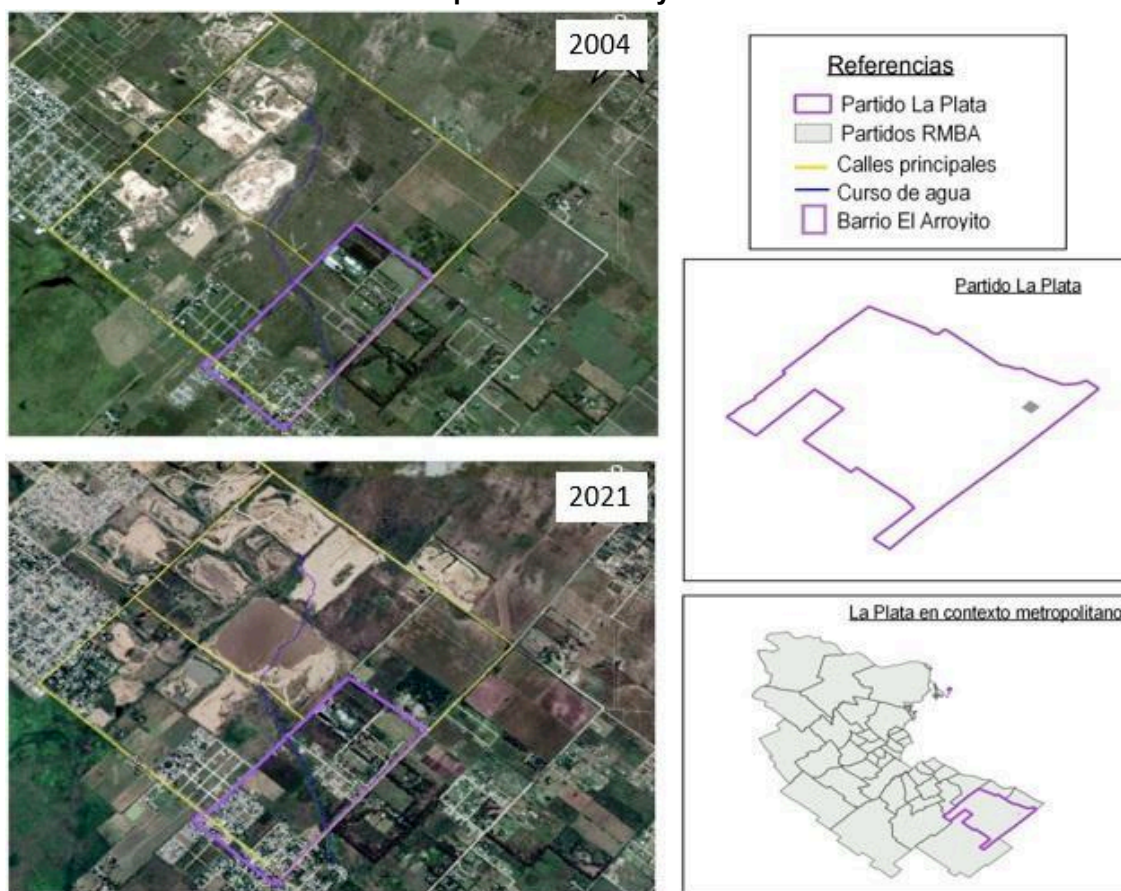 2004
2021
Referencias
Partido La Plata
Partidos RMBA
Calles principales
Curso de agua
Barrio El Arroyito
Partido La Plata
La Plata en contexto metropolitano